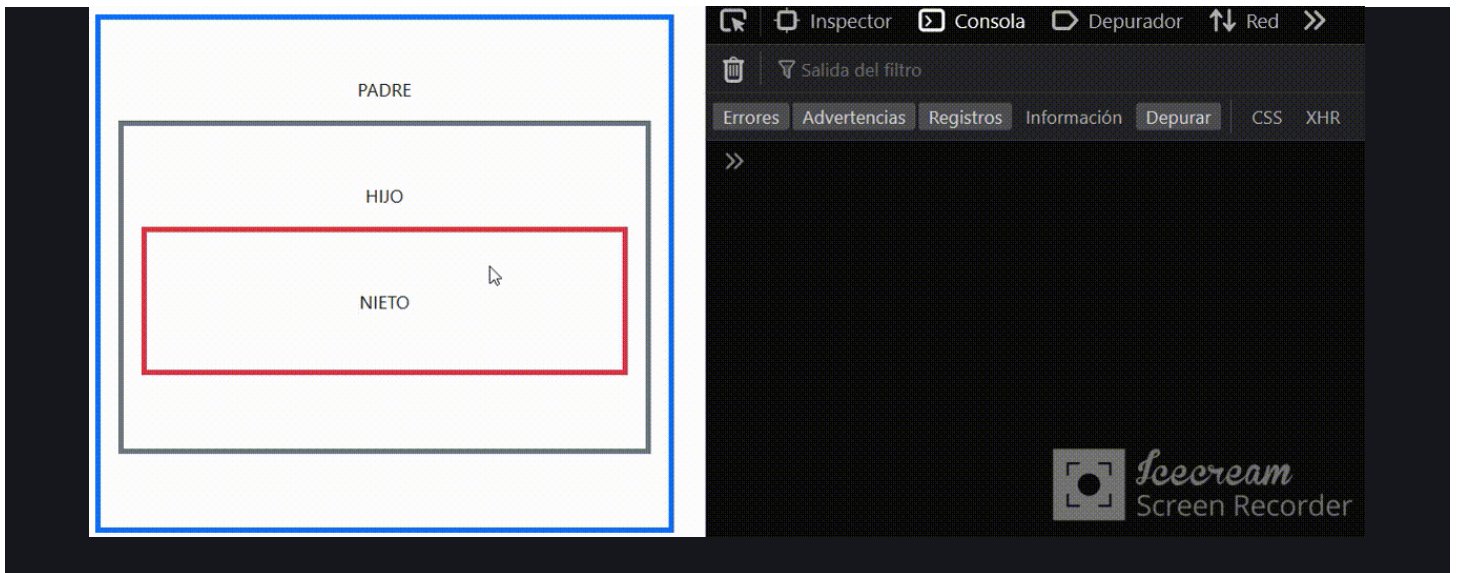 PADRE
HIJO
NIETO
Inspector Consola Depurador Red
Salida del filtro
Errores Advertencias Registros Información Depurar CSS XHR
Icecream
Screen Recorder